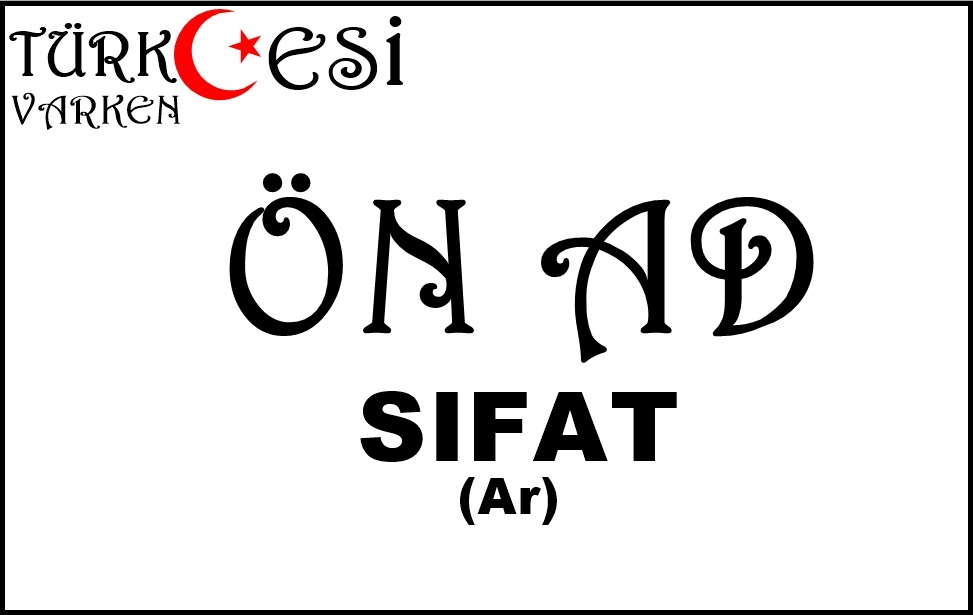 TÜRKÇESİ
VARKEN
ÖN AD
SIFAT
(Ar)